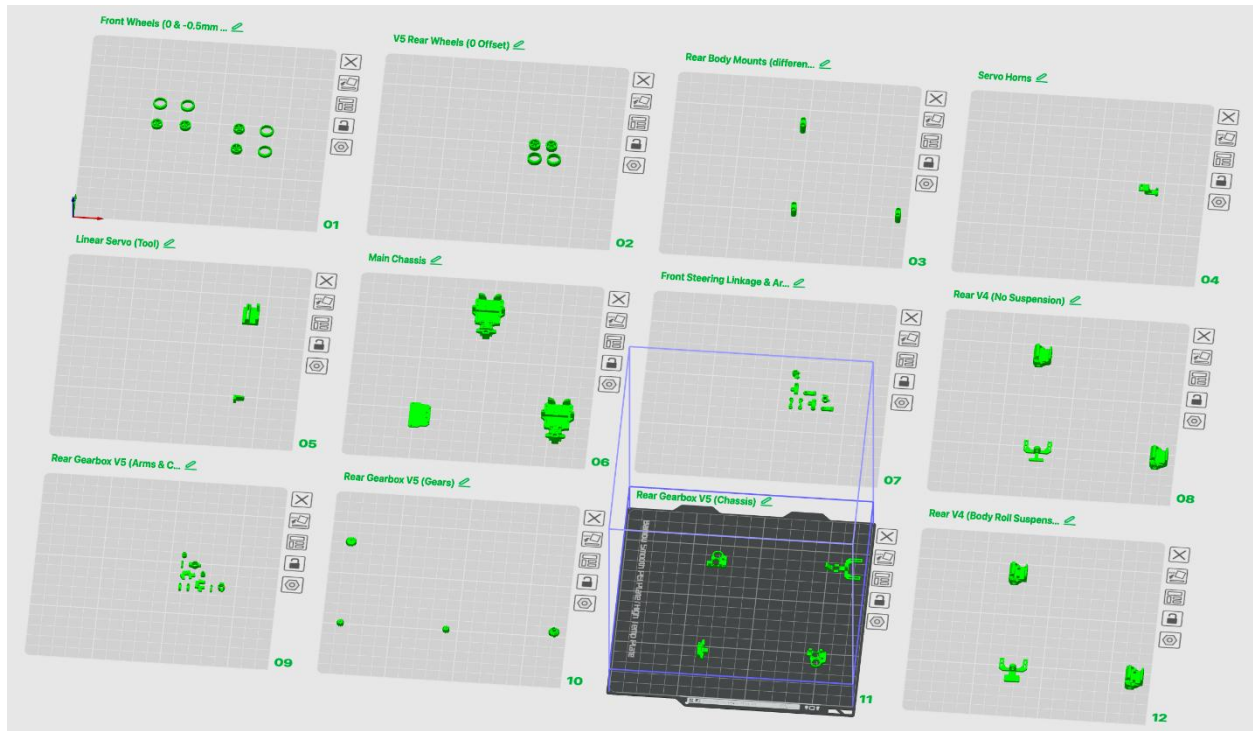 Front Wheels (0 & -0.5mm ...
V5 Rear Wheels (0 Offset)
Rear Body Mounts (differen...
Servo Horns
01
02
03
04
Linear Servo (Tool)
Main Chassis
Front Steering Linkage & Ar...
Rear V4 (No Suspension)
05
06
07
08
Rear Gearbox V5 (Arms & C...
Rear Gearbox V5 (Gears)
Rear Gearbox V5 (Chassis)
Rear V4 (Body Roll Suspens...
09
10
11
12